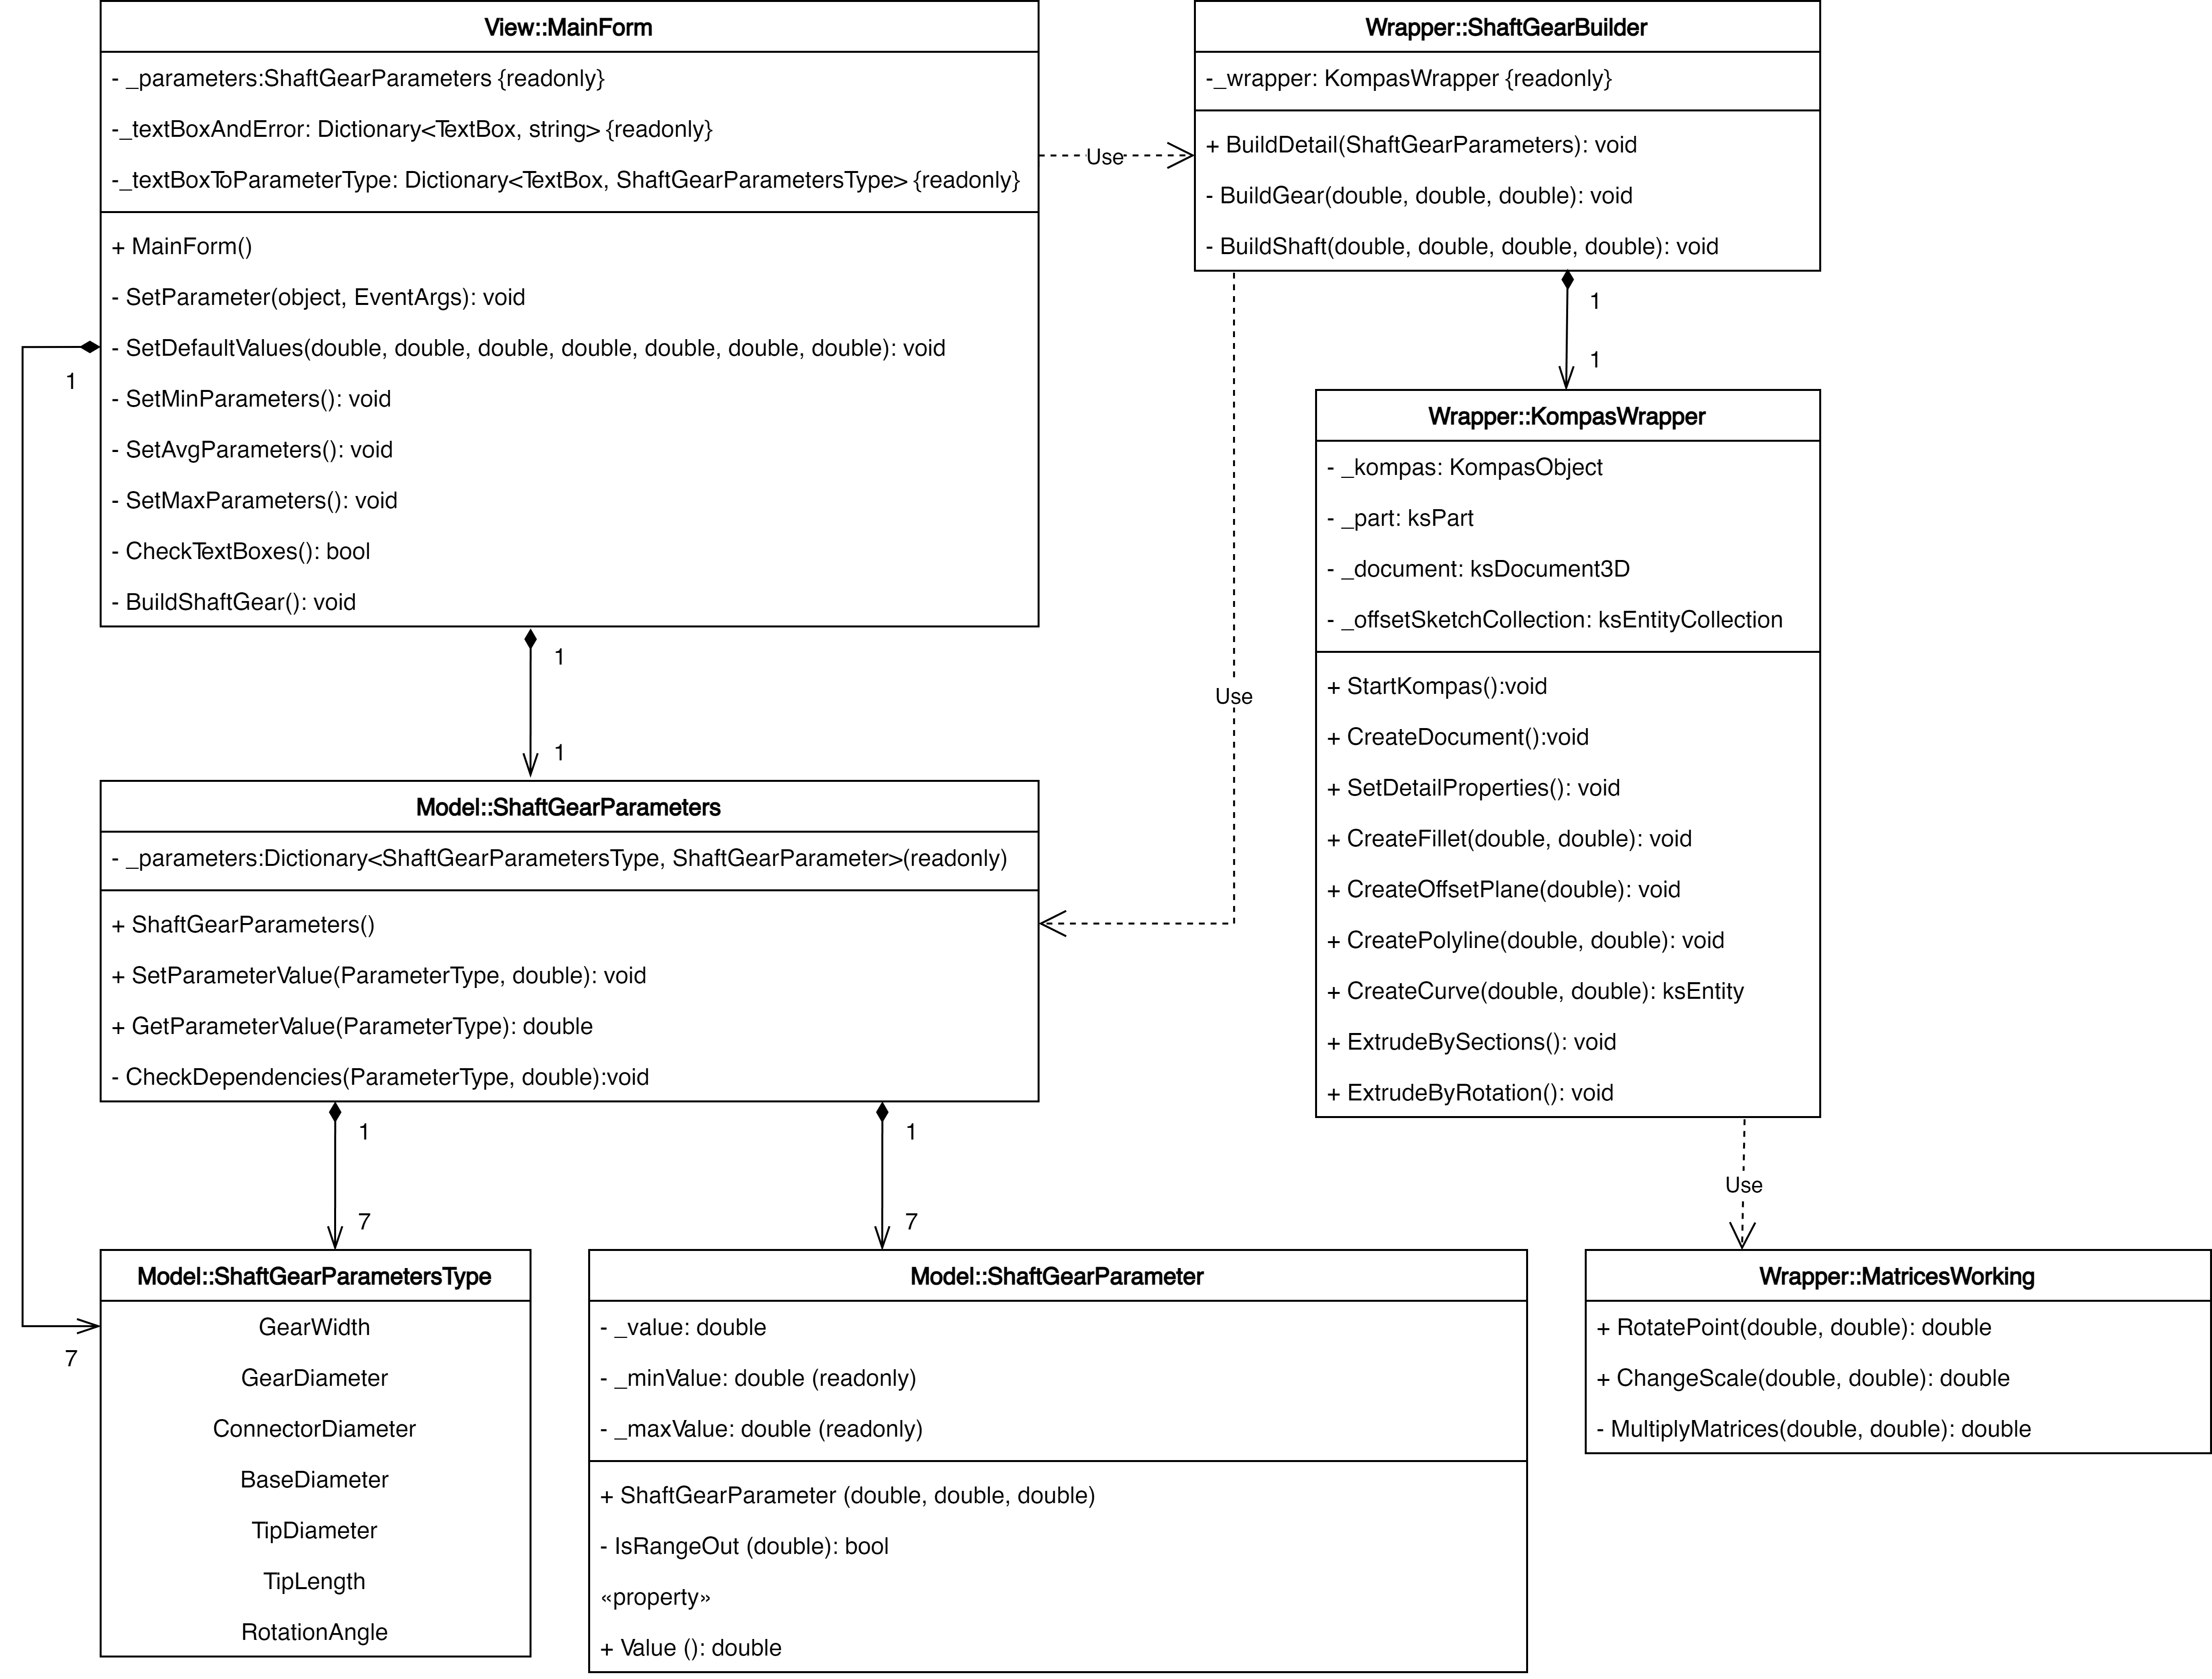 View::MainForm
- _parameters:ShaftGearParameters {readonly}
-_textBoxAndError: Dictionary<TextBox, string> {readonly}
-_textBoxToParameterType: Dictionary<TextBox, ShaftGearParametersType> {readonly}
+ MainForm()
- SetParameter(object, EventArgs): void
- SetDefaultValues(double, double, double, double, double, double, double): void
- SetMinParameters(): void
- SetAvgParameters(): void
- SetMaxParameters(): void
- CheckTextBoxes(): bool
- BuildShaftGear(): void
Use
Wrapper::ShaftGearBuilder
-_wrapper: KompasWrapper {readonly}
+ BuildDetail(ShaftGearParameters): void
- BuildGear(double, double, double): void
- BuildShaft(double, double, double, double): void
1
1
1
7
1
1
Use
Wrapper::KompasWrapper
- _kompas: KompasObject
- _part: ksPart
- _document: ksDocument3D
- _offsetSketchCollection: ksEntityCollection
+ StartKompas():void
+ CreateDocument():void
+ SetDetailProperties(): void
+ CreateFillet(double, double): void
+ CreateOffsetPlane(double): void
+ CreatePolyline(double, double): void
+ CreateCurve(double, double): ksEntity
+ ExtrudeBySections(): void
+ ExtrudeByRotation(): void
Model::ShaftGearParameters
- _parameters:Dictionary<ShaftGearParametersType, ShaftGearParameter>(readonly)
+ ShaftGearParameters()
+ SetParameterValue(ParameterType, double): void
+ GetParameterValue(ParameterType): double
- CheckDependencies(ParameterType, double):void
1
7
1
7
Use
Model::ShaftGearParametersType
GearWidth
GearDiameter
ConnectorDiameter
BaseDiameter
TipDiameter
TipLength
RotationAngle
Model::ShaftGearParameter
- _value: double
- _minValue: double (readonly)
- _maxValue: double (readonly)
+ ShaftGearParameter (double, double, double)
- IsRangeOut (double): bool
«property»
+ Value (): double
Wrapper::MatricesWorking
+ RotatePoint(double, double): double
+ ChangeScale(double, double): double
- MultiplyMatrices(double, double): double